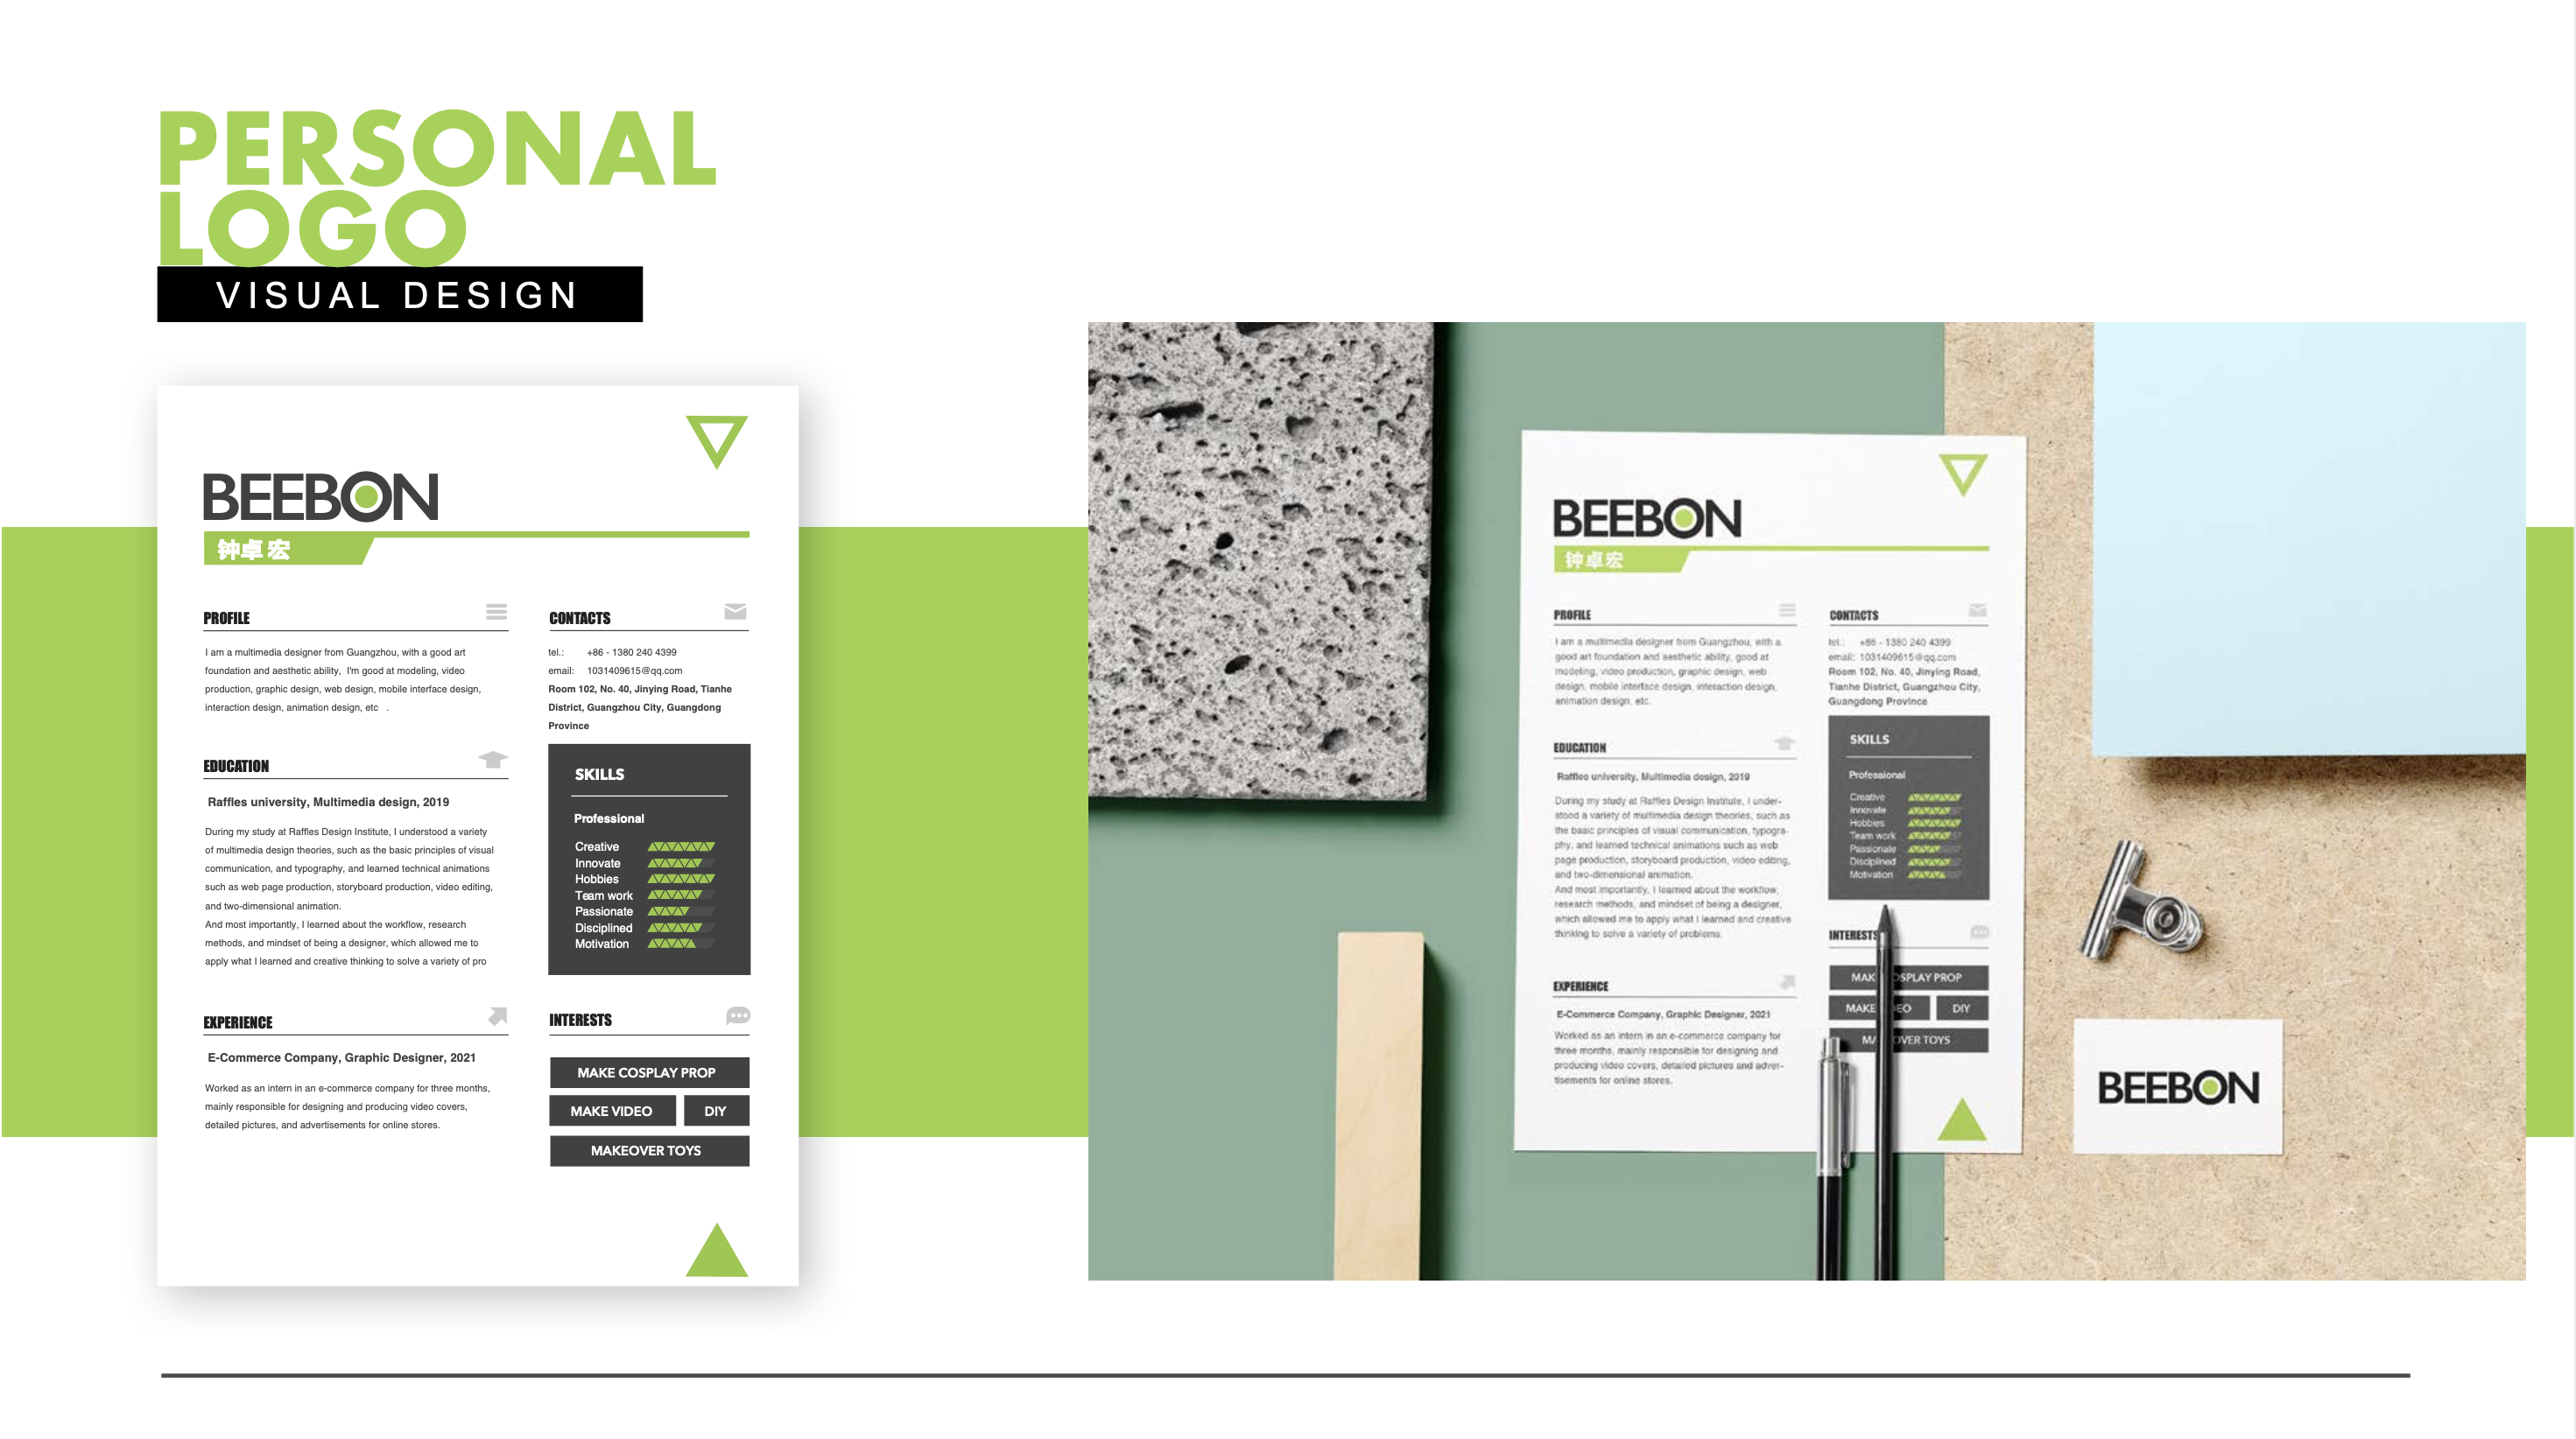 PERSONAL
LOGO
VISUAL DESIGN
BEEBON
钟卓宏
PROFILE
I am a multimedia designer from Guangzhou, with a good art
foundation and aesthetic ability, I'm good at modeling, video
production, graphic design, web design, mobile interface design,
interaction design, animation design, etc .
EDUCATION
Raffles university, Multimedia design, 2019
During my study at Raffles Design Institute, I understood a variety
of multimedia design theories, such as the basic principles of visual
communication, and typography, and learned technical animations
such as web page production, storyboard production, video editing,
and two-dimensional animation.
And most importantly, I learned about the workflow, research
methods, and mindset of being a designer, which allowed me to
apply what I learned and creative thinking to solve a variety of pro
EXPERIENCE
E-Commerce Company, Graphic Designer, 2021
Worked as an intern in an e-commerce company for three months,
mainly responsible for designing and producing video covers,
detailed pictures, and advertisements for online stores.
CONTACTS
tel.: +86 - 1380 240 4399
email: 1031409615@qq.com
Room 102, No. 40, Jinying Road, Tianhe
District, Guangzhou City, Guangdong
Province
SKILLS
Professional
Creative
Innovate
Hobbies
Team work
Passionate
Disciplined
Motivation
INTERESTS
MAKE COSPLAY PROP
MAKE VIDEO DIY
MAKEOVER TOYS
BEEBON
钟卓宏
PROFILE
I am a multimedia designer from Guangzhou, with a
good art foundation and aesthetic ability, good at
modeling, video production, graphic design, web
design, mobile interface design, interaction design,
animation design, etc.
EDUCATION
Raffles university, Multimedia design, 2019
During my study at Raffles Design Institute, I under-
stood a variety of multimedia design theories, such as
the basic principles of visual communication, typogra-
phy, and learned technical animations such as web
page production, storyboard production, video editing,
and two-dimensional animation.
And most importantly, I learned about the workflow,
research methods, and mindset of being a designer,
which allowed me to apply what I learned and creative
thinking to solve a variety of problems.
EXPERIENCE
E-Commerce Company, Graphic Designer, 2021
Worked as an intern in an e-commerce company for
three months, mainly responsible for designing and
producing video covers, detailed pictures and adver-
tisements for online stores.
CONTACTS
tel.: +86 - 1380 240 4399
email: 1031409615@qq.com
Room 102, No. 40, Jinying Road,
Tianhe District, Guangzhou City,
Guangdong Province
SKILLS
Professional
Creative
Innovate
Hobbies
Team work
Passionate
Disciplined
Motivation
INTERESTS
PROP
DIY
TOYS
BEEBON